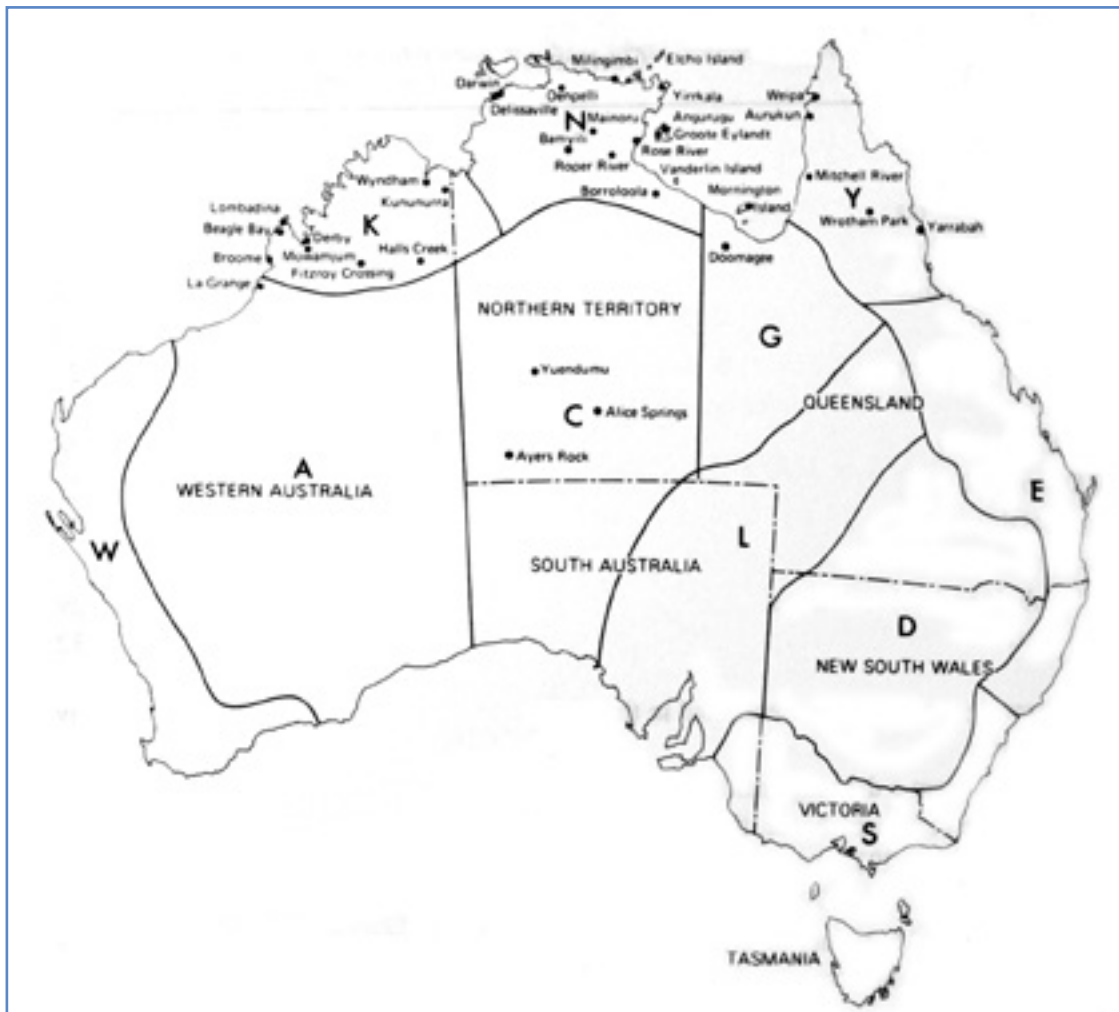 Milingimbi
Elcho Island
Darwin
Oenpelli
Yirrkala
Weipa
Delissaville
Mainoru
Angurugu
Aurukun
N
Groote Eylandt
Bamyili
Rose River
Roper River
Vanderlin Island
Mitchell River
Wyndham
Borroloola
Mornington
Island
Y
Kununurra
Wrotham Park
Yarrabah
Lombadina
K
Beagle Bay
Derby
Halls Creek
Doomagee
Broome
Mowanjum
Fitzroy Crossing
La Grange
NORTHERN TERRITORY
G
Yuendumu
QUEENSLAND
C
Alice Springs
Ayers Rock
A
WESTERN AUSTRALIA
E
W
L
SOUTH AUSTRALIA
D
NEW SOUTH WALES
VICTORIA
S
TASMANIA